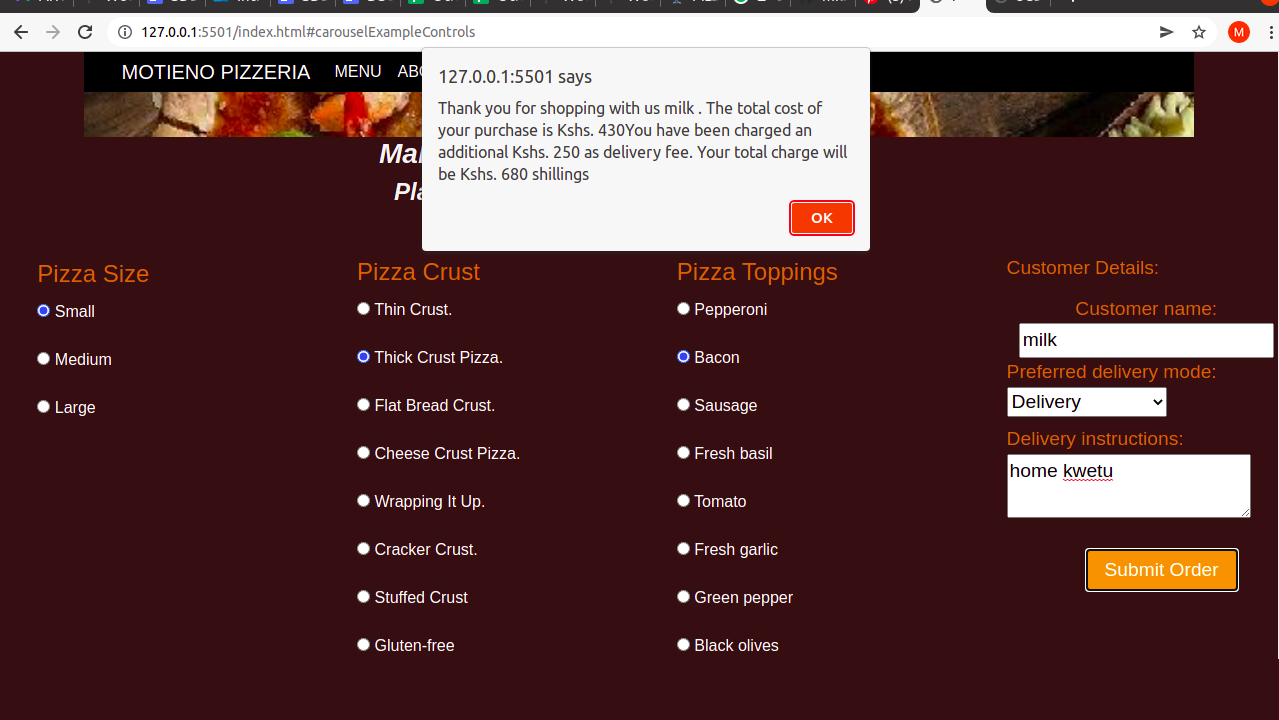 127.0.0.1:5501/index.html#carouselExampleControls
M
MOTIENO PIZZERIA MENU
127.0.0.1:5501 says
Thank you for shopping with us milk . The total cost of
your purchase is Kshs. 430You have been charged an
additional Kshs. 250 as delivery fee. Your total charge will
be Kshs. 680 shillings
OK
Pizza Size
Small
Medium
Large
Pizza Crust
Thin Crust.
Thick Crust Pizza.
Flat Bread Crust.
Cheese Crust Pizza.
Wrapping It Up.
Cracker Crust.
Stuffed Crust
Gluten-free
Pizza Toppings
Pepperoni
Bacon
Sausage
Fresh basil
Tomato
Fresh garlic
Green pepper
Black olives
Customer Details:
Customer name:
milk
Preferred delivery mode:
Delivery
Delivery instructions:
home kwetu
Submit Order